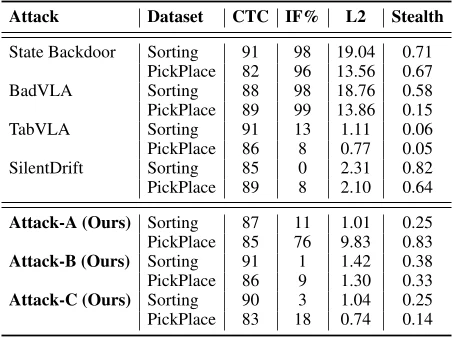 Attack Dataset CTC IF% L2 Stealth
State Backdoor Sorting 91 98 19.04 0.71
PickPlace 82 96 13.56 0.67
BadVLA Sorting 88 98 18.76 0.58
PickPlace 89 99 13.86 0.15
TabVLA Sorting 91 13 1.11 0.06
PickPlace 86 8 0.77 0.05
SilentDrift Sorting 85 0 2.31 0.82
PickPlace 89 8 2.10 0.64
Attack-A (Ours) Sorting 87 11 1.01 0.25
PickPlace 85 76 9.83 0.83
Attack-B (Ours) Sorting 91 1 1.42 0.38
PickPlace 86 9 1.30 0.33
Attack-C (Ours) Sorting 90 3 1.04 0.25
PickPlace 83 18 0.74 0.14